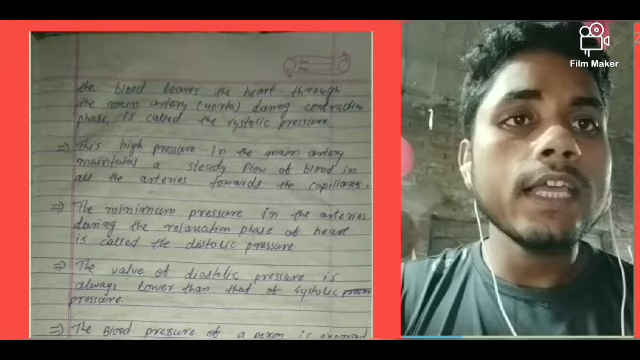 the blood leaves the heart through
the main artery (aorta) during contraction
phase is called the systolic pressure
⇒ This high pressure in the main artery
maintains a steady flow of blood in
all the arteries towards the capillaries.
⇒ The minimum pressure in the arteries
during the relaxation phase of heart
is called the distolic pressure
⇒ The value of diastolic pressure is
always lower than that of systolic
pressure.
⇒ The Blood pressure of a person is
Film Maker